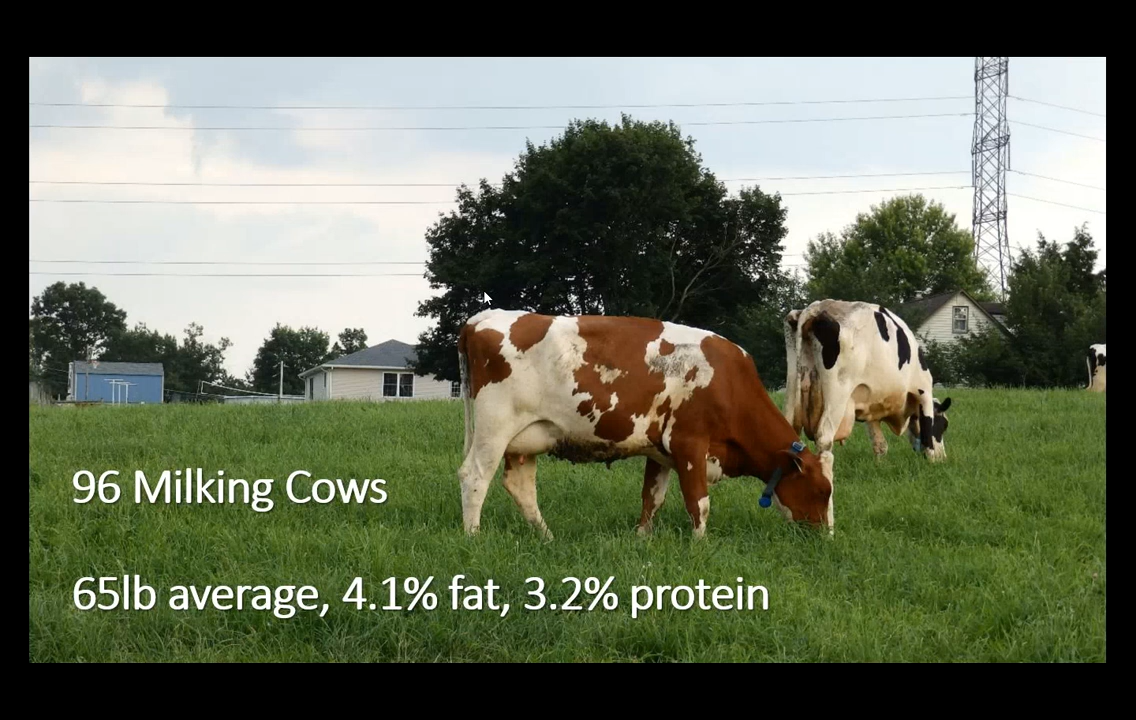 96 Milking Cows
65lb average, 4.1% fat, 3.2% protein